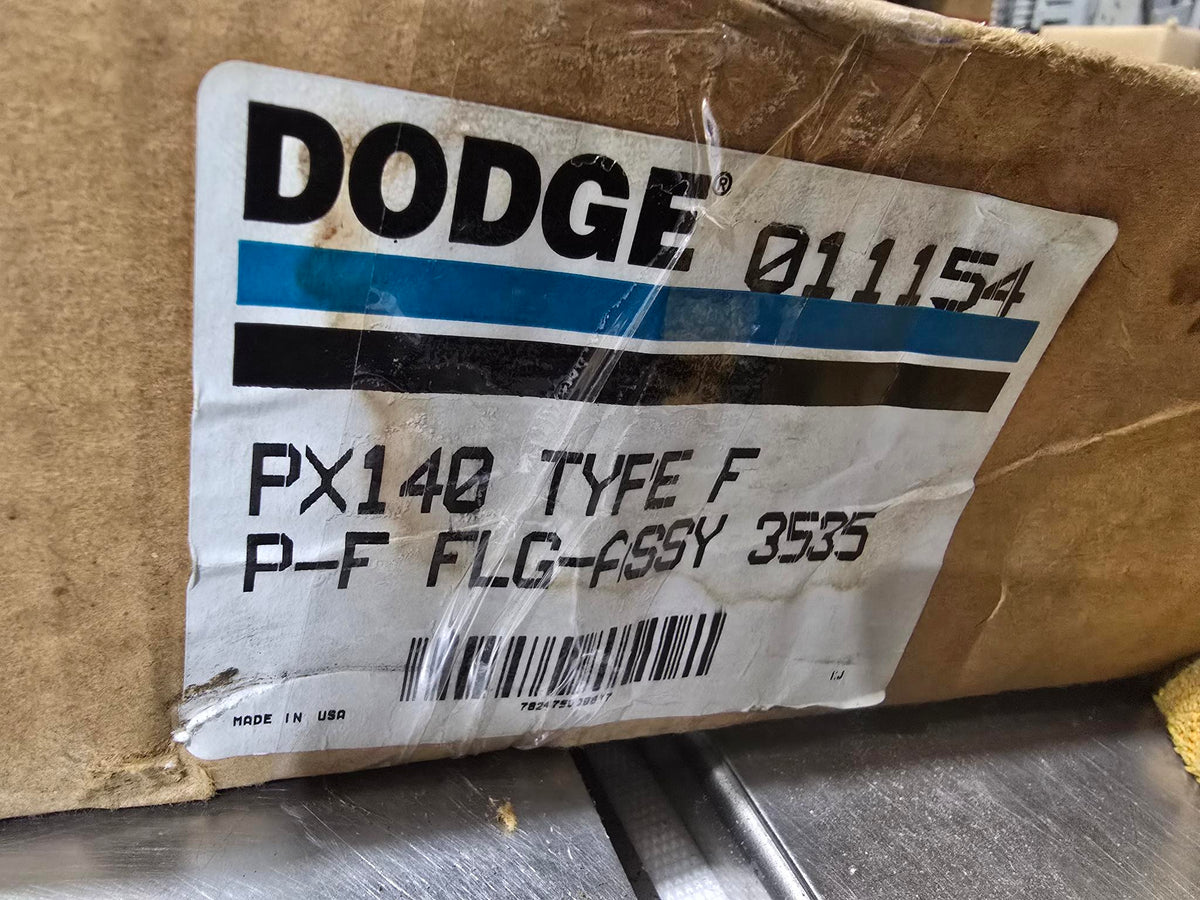 DODGE® 011154
PX140 TYPE F
P-F FLG-ASSY 3535
MADE IN USA